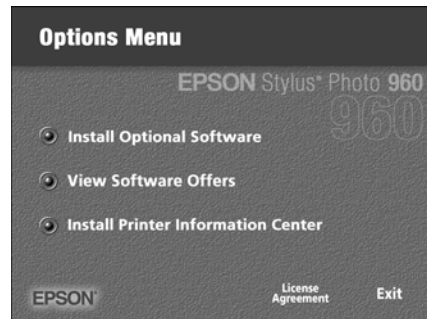 Options Menu
EPSON Stylus* Photo 960
960
Install Optional Software
View Software Offers
Install Printer Information Center
EPSON®
License
Agreement
Exit